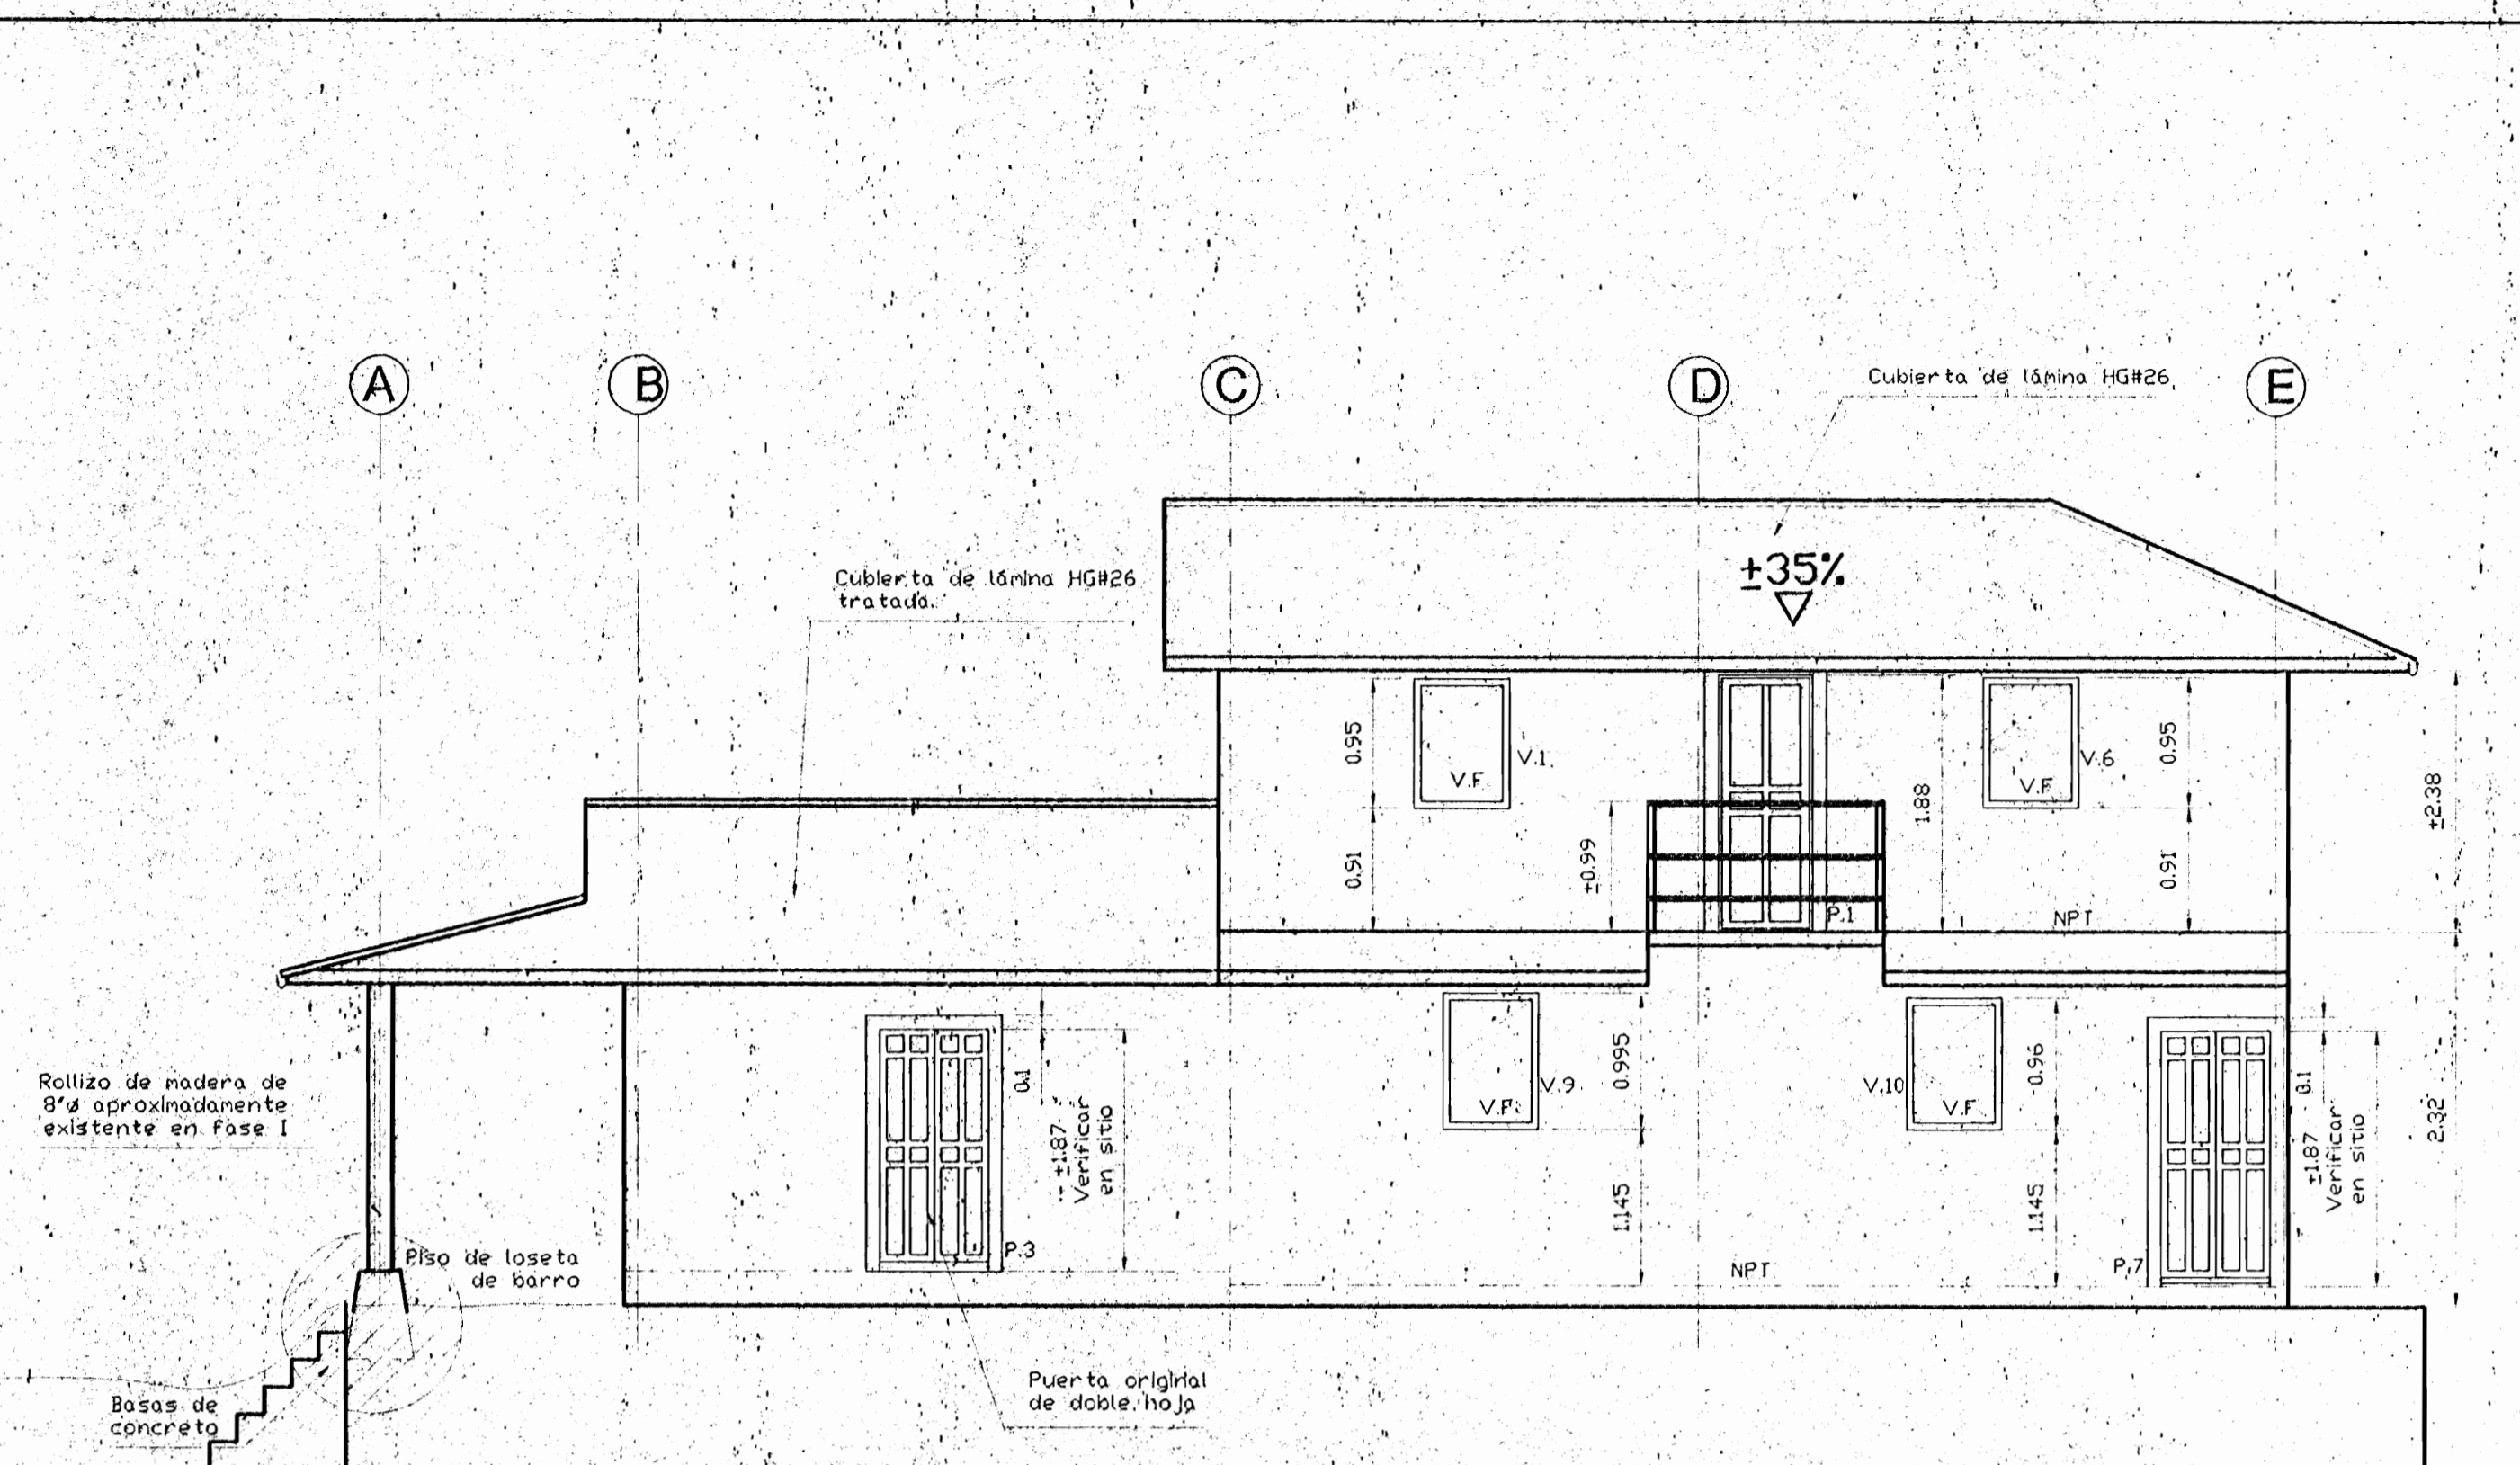 A
B
C
D
E
Cubierta de lámina HG#26
Cubierta de lámina HG#26
tratada.
±35%
0.95
V.1
V.F
0.91
±0.99
P.1
1.88
V.6
V.F
0.95
0.91
NPT
±2.38
Rollizo de madera de
8"ø aproximadamente
existente en fase I
0.1
±1.87
Verificar
en sitio
P.3
V.9
V.F.
0.995
1.145
V.10
V.F
0.96
1.145
NPT
P.7
0.1
±1.87
Verificar
en sitio
2.32
Piso de loseta
de barro
Basas de
concreto
Puerta original
de doble hoja